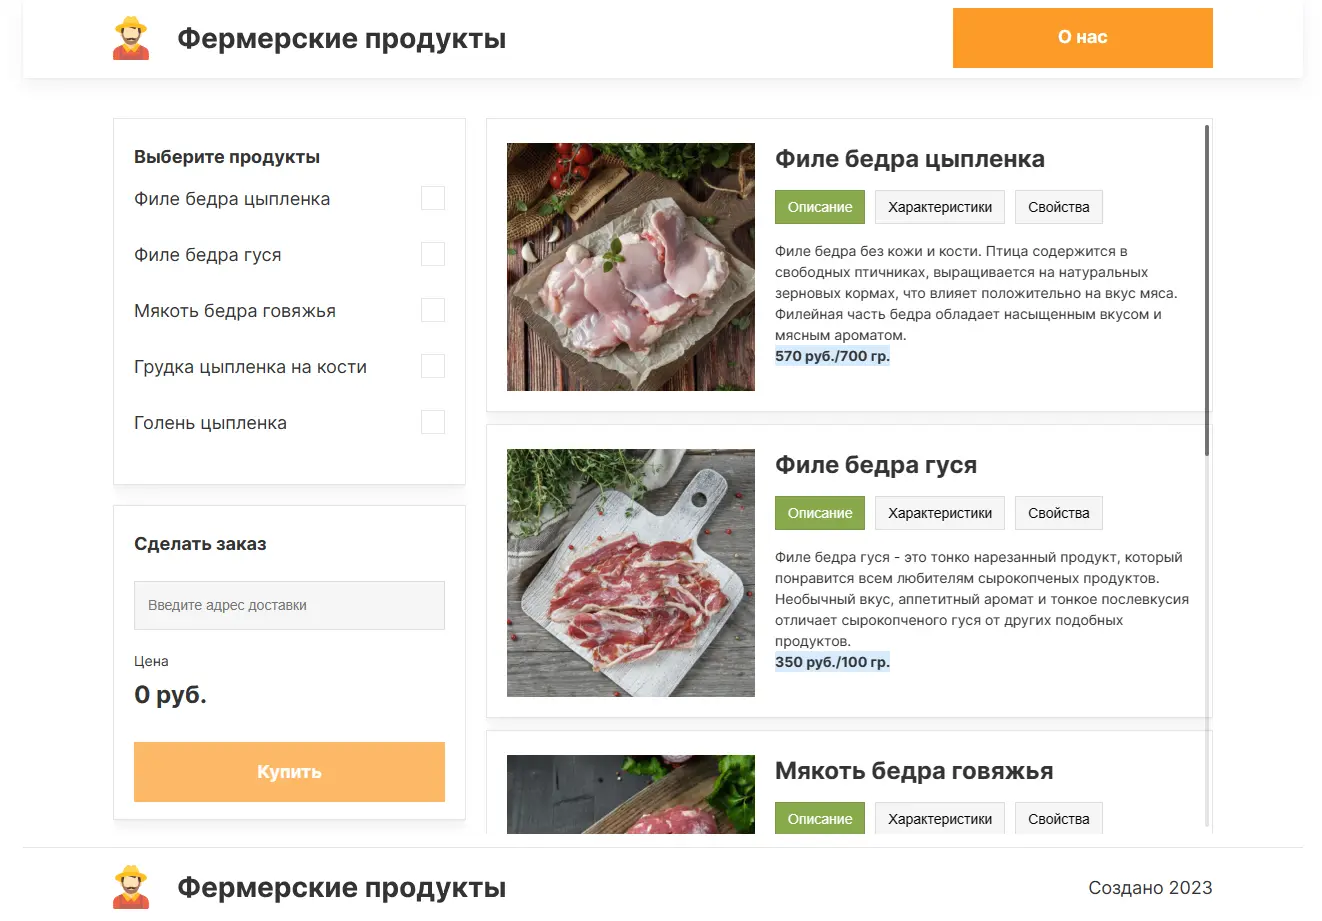 Фермерские продукты
О нас
Выберите продукты
Филе бедра цыпленка
Филе бедра гуся
Мякоть бедра говяжья
Грудка цыпленка на кости
Голень цыпленка
Сделать заказ
Введите адрес доставки
Цена
0 руб.
Купить
Филе бедра цыпленка
Описание Характеристики Свойства
Филе бедра без кожи и кости. Птица содержится в
свободных птичниках, выращивается на натуральных
зерновых кормах, что влияет положительно на вкус мяса.
Филейная часть бедра обладает насыщенным вкусом и
мясным ароматом.
570 руб./700 гр.
Филе бедра гуся
Описание Характеристики Свойства
Филе бедра гуся - это тонко нарезанный продукт, который
понравится всем любителям сырокопченых продуктов.
Необычный вкус, аппетитный аромат и тонкое послевкусия
отличает сырокопченого гуся от других подобных
продуктов.
350 руб./100 гр.
Мякоть бедра говяжья
Описание Характеристики Свойства
Фермерские продукты
Создано 2023